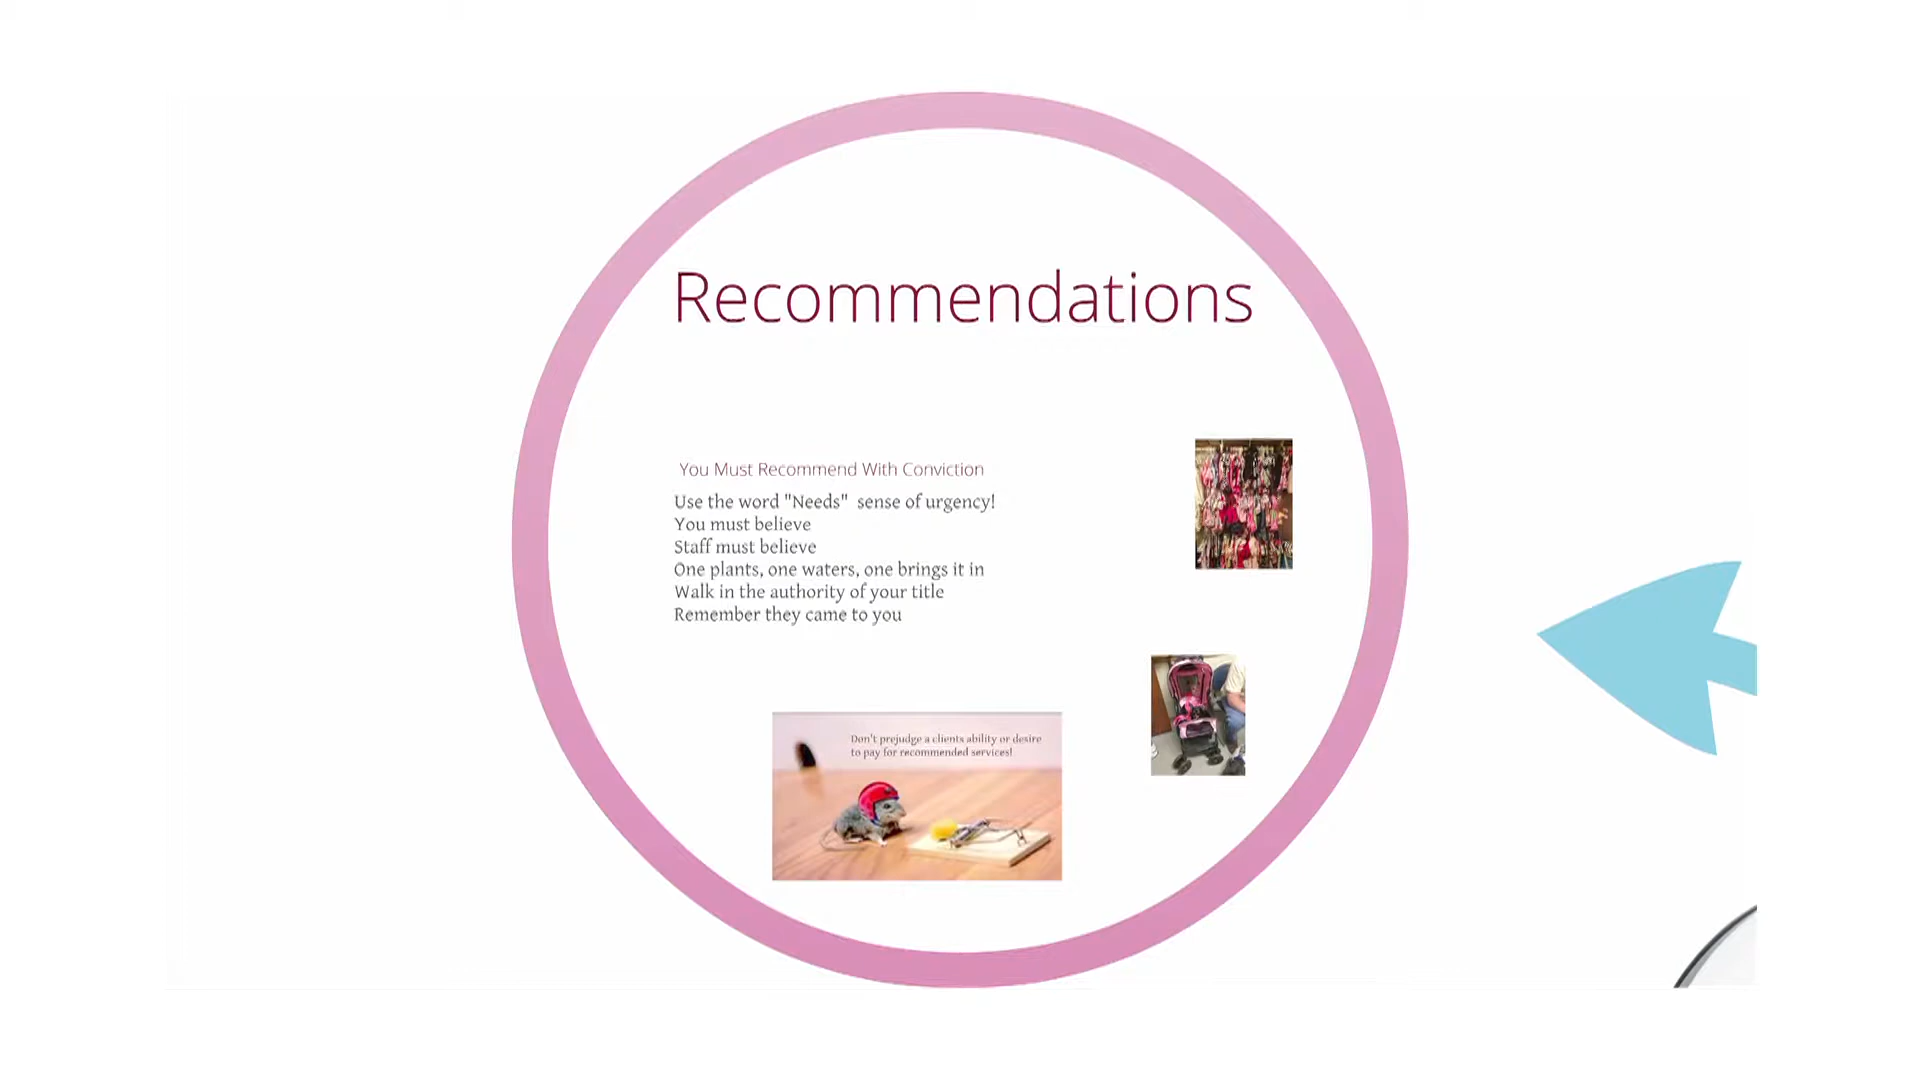 Recommendations
You Must Recommend With Conviction
Use the word "Needs"  sense of urgency!
You must believe
Staff must believe
One plants, one waters, one brings it in
Walk in the authority of your title
Remember they came to you
Don't prejudge a clients ability or desire
to pay for recommended services!